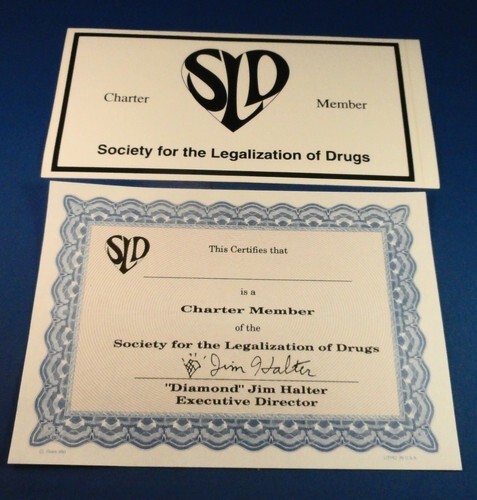 SLD
Charter Member
Society for the Legalization of Drugs
SLD
This Certifies that
is a
Charter Member
of the
Society for the Legalization of Drugs
Jim Halter
"Diamond" Jim Halter
Executive Director